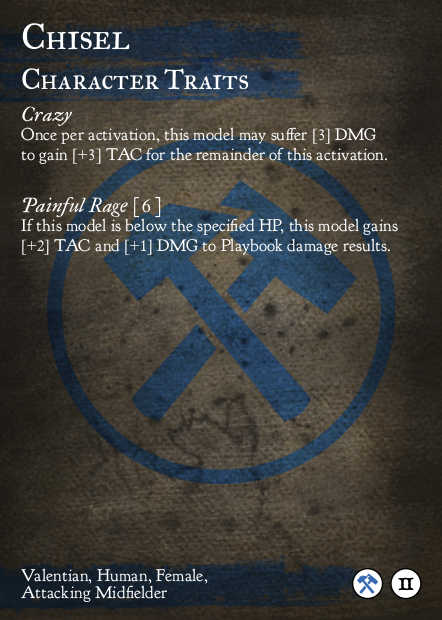 Chisel
Character Traits
Crazy
Once per activation, this model may suffer [3] DMG
to gain [+3] TAC for the remainder of this activation.
Painful Rage [6]
If this model is below the specified HP, this model gains
[+2] TAC and [+1] DMG to Playbook damage results.
Valentian, Human, Female,
Attacking Midfielder
II